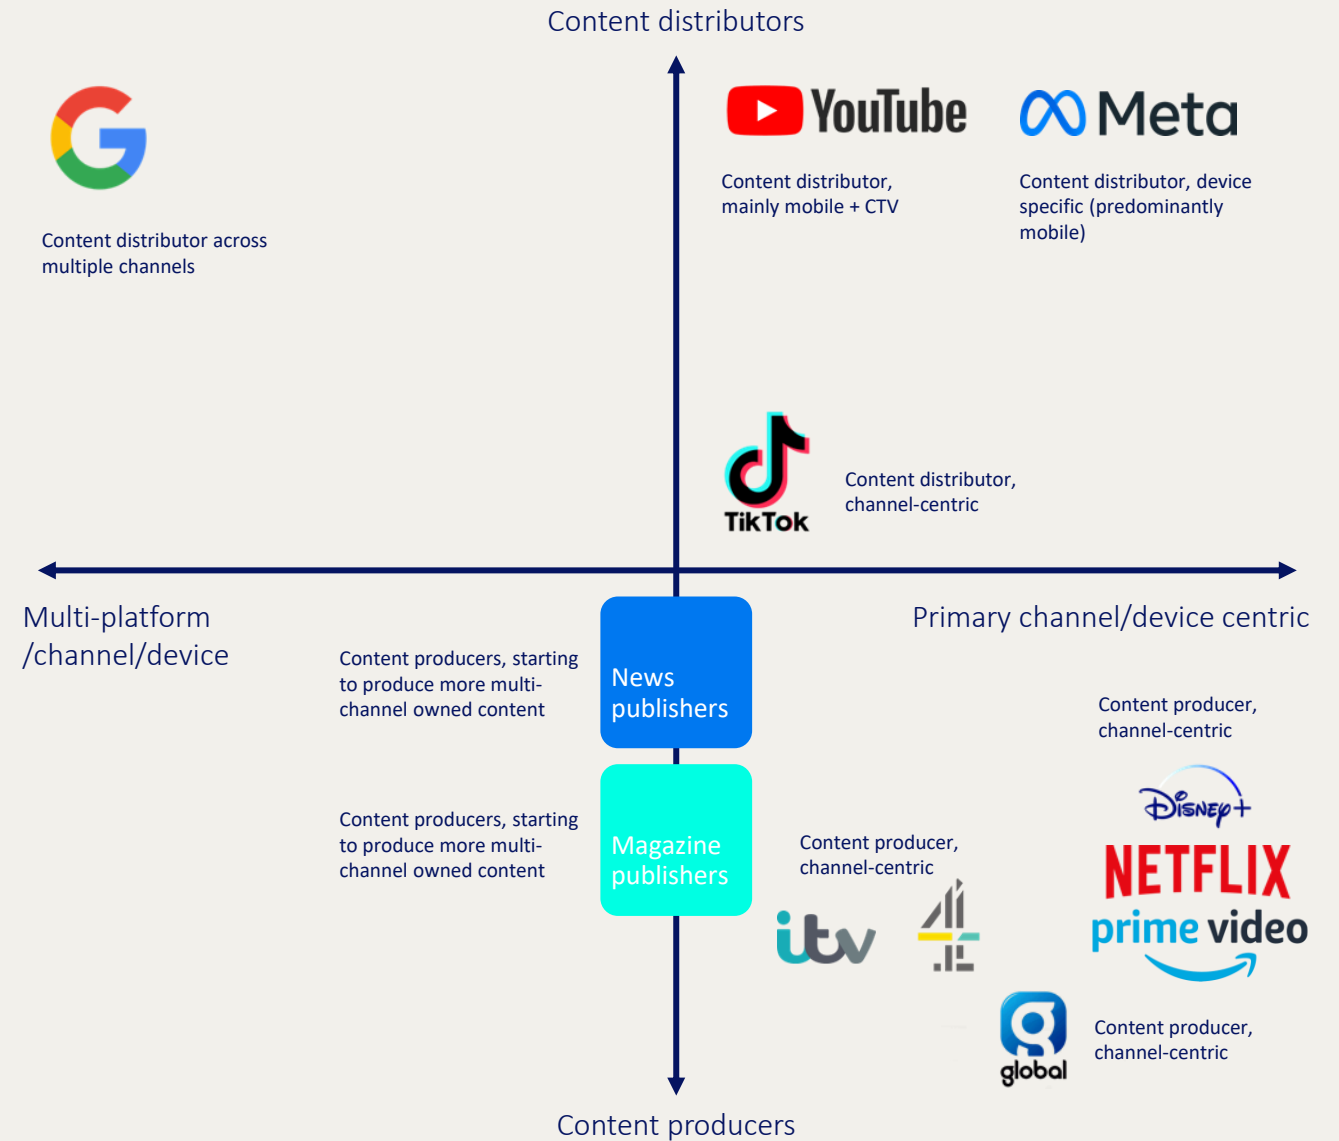 Content distributors
YouTube
Meta
Content distributor,
mainly mobile + CTV
Content distributor, device
specific (predominantly
mobile)
Content distributor across
multiple channels
TikTok
Content distributor,
channel-centric
Multi-platform
/channel/device
Primary channel/device centric
Content producers, starting
to produce more multi-
channel owned content
News
publishers
Content producer,
channel-centric
DISNEY+
NETFLIX
prime video
Content producers, starting
to produce more multi-
channel owned content
Magazine
publishers
Content producer,
channel-centric
itv
4
global
Content producer,
channel-centric
Content producers